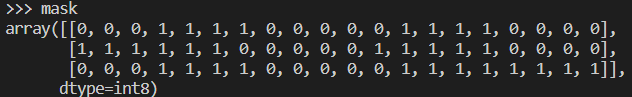 >>> mask
array([[0, 0, 0, 1, 1, 1, 1, 0, 0, 0, 0, 0, 1, 1, 1, 1, 0, 0, 0, 0],
       [1, 1, 1, 1, 1, 1, 0, 0, 0, 0, 0, 1, 1, 1, 1, 1, 0, 0, 0, 0],
       [0, 0, 0, 1, 1, 1, 1, 0, 0, 0, 0, 0, 1, 1, 1, 1, 1, 1, 1, 1]],
      dtype=int8)